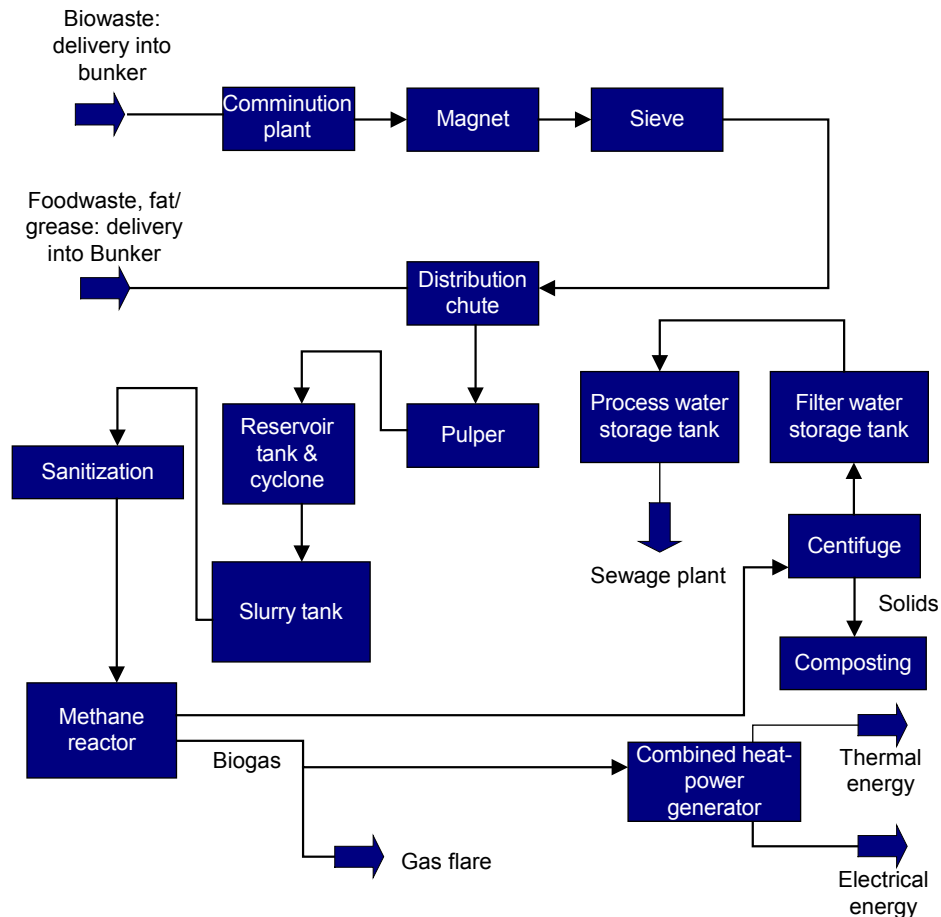 Biowaste:
delivery into
bunker
Comminution
plant
Magnet
Sieve
Foodwaste, fat/
grease: delivery
into Bunker
Distribution
chute
Process water
storage tank
Filter water
storage tank
Reservoir
tank &
cyclone
Pulper
Sanitization
Centifuge
Sewage plant
Solids
Slurry tank
Composting
Methane
reactor
Biogas
Combined heat-
power
generator
Thermal
energy
Gas flare
Electrical
energy